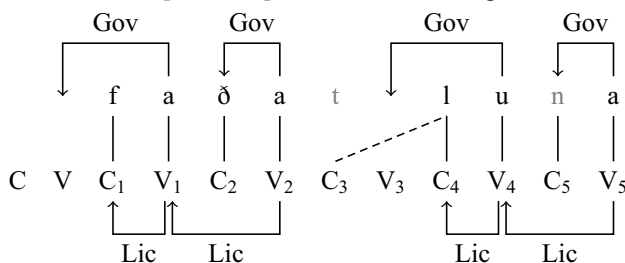 Gov Gov Gov Gov
f a ð a t l u n a
C V C₁ V₁ C₂ V₂ C₃ V₃ C₄ V₄ C₅ V₅
Lic Lic Lic Lic